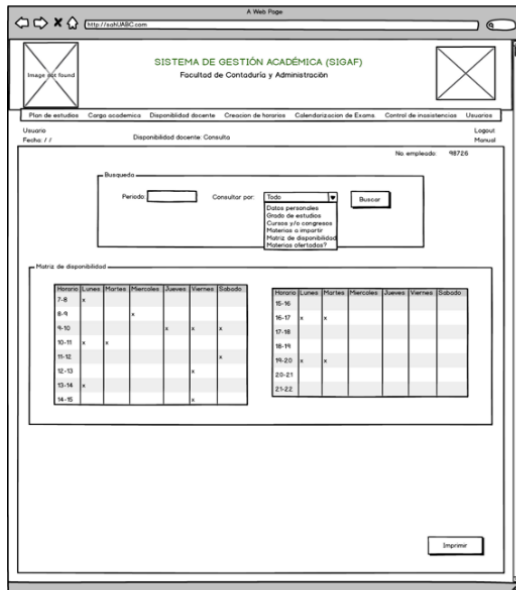 A Web Page
http://sahUABC.com
Image not found
SISTEMA DE GESTIÓN ACADÉMICA (SIGAF)
Facultad de Contaduría y Administración
Plan de estudios Carga academica Disponiblidad docente Creacion de horarios Calendarizacion de Exams Control de inasistencias Usuarios
Usuario Logout
Fecha: / / Disponibilidad docente: Consulta Manual
No. empleado: 98726
Busqueda
Periodo: Consultar por: Todo Buscar
Datos personales
Grado de estudios
Cursos y/o congresos
Materias a impartir
Matriz de disponibilidad
Materias ofertadas?
Matriz de disponibilidad
Horario Lunes Martes Miercoles Jueves Viernes Sabado Horario Lunes Martes Miercoles Jueves Viernes Sabado
7-8 x 15-16
8-9 x 16-17 x x
9-10 x x x 17-18
10-11 x x 18-19
11-12 x 19-20 x x
12-13 x 20-21
13-14 x 21-22
14-15 x
Imprimir